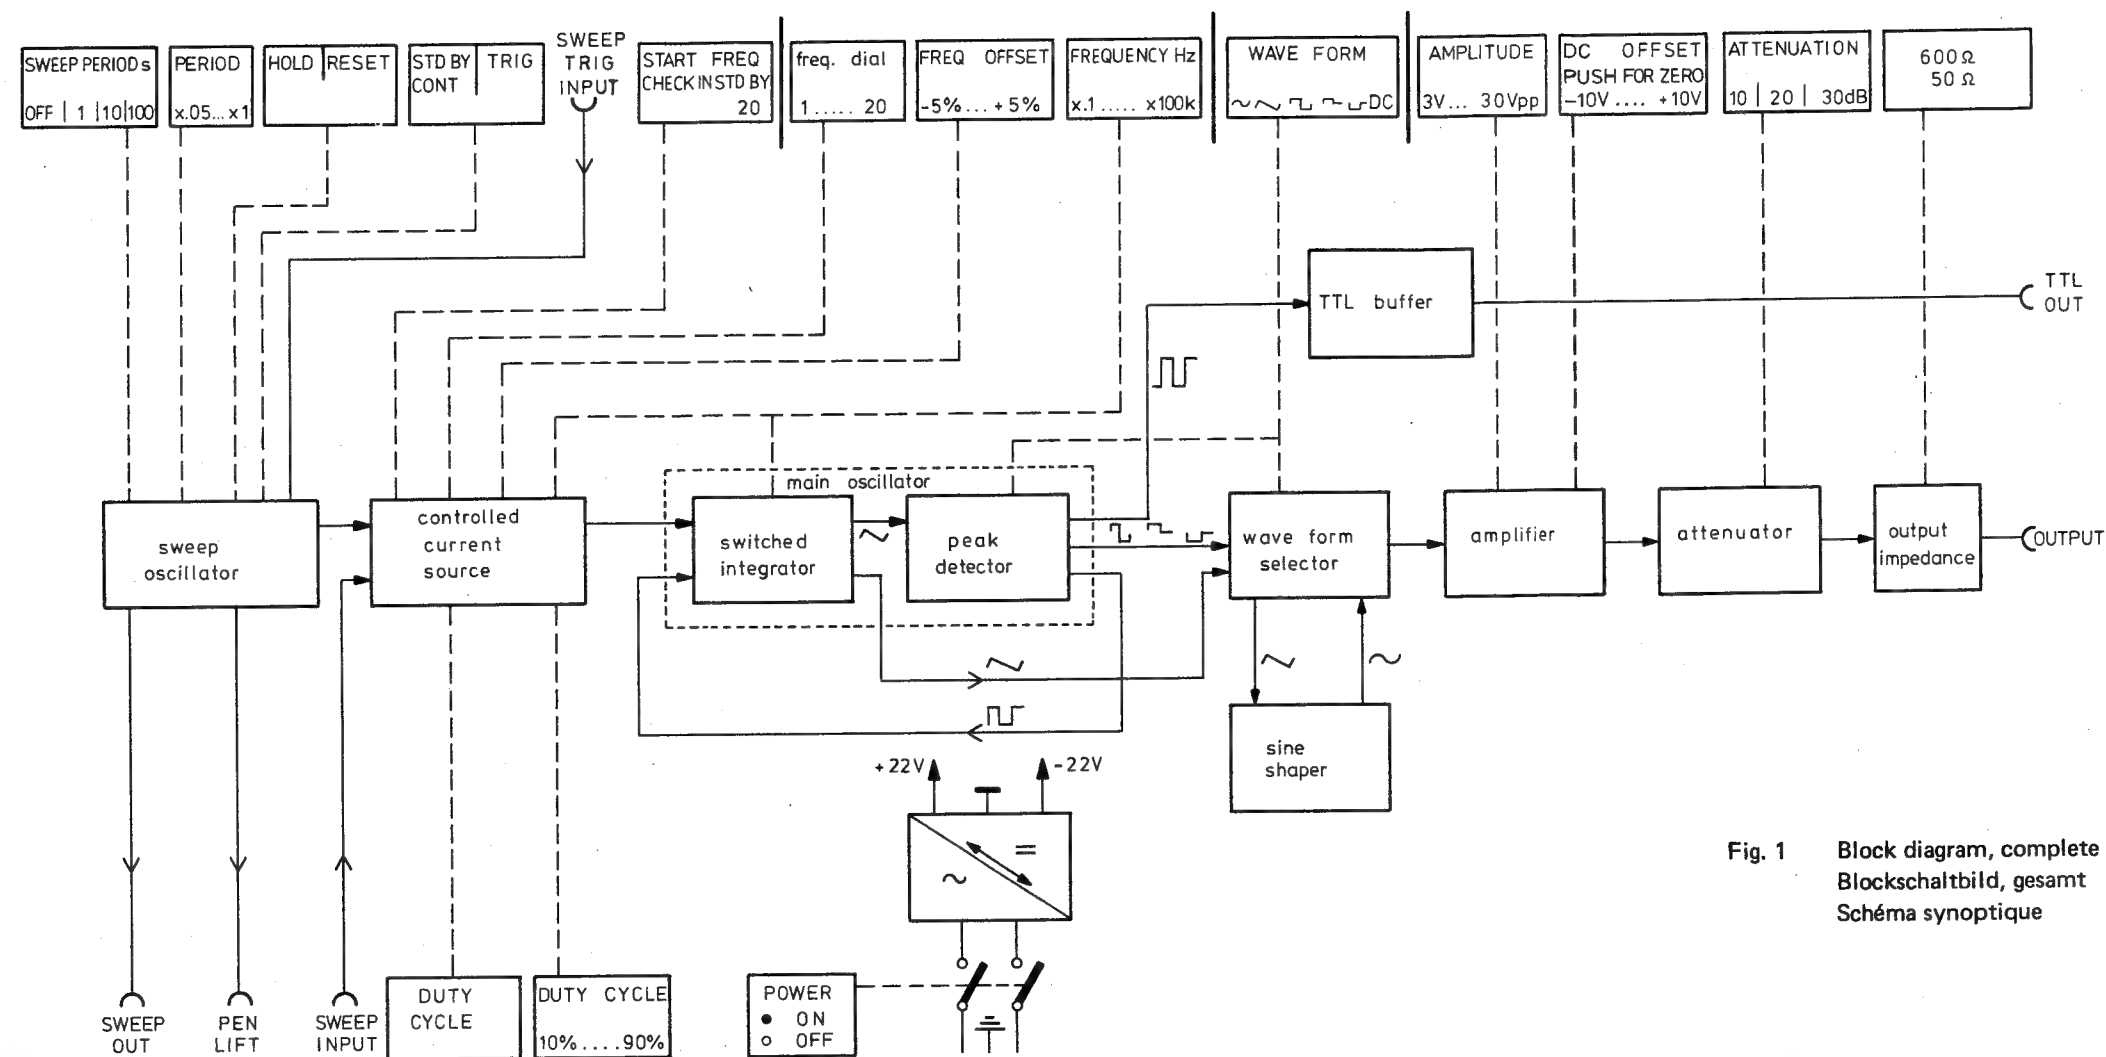 SWEEP PERIOD s
OFF | 1 | 10 | 100
PERIOD
x.05...x1
HOLD | RESET
STD BY | TRIG
CONT
SWEEP
TRIG
INPUT
START FREQ
CHECK IN STD BY
20
freq. dial
1..... 20
FREQ OFFSET
-5%...+5%
FREQUENCY Hz
x.1 ..... x100k
WAVE FORM
DC
AMPLITUDE
3V... 30Vpp
DC OFFSET
PUSH FOR ZERO
-10V .... +10V
ATTENUATION
10 | 20 | 30dB
600 Ω
50 Ω
TTL buffer
TTL
OUT
main oscillator
sweep
oscillator
controlled
current
source
switched
integrator
peak
detector
wave form
selector
amplifier
attenuator
output
impedance
OUTPUT
sine
shaper
+22V
-22V
=
~
Fig. 1 Block diagram, complete
Blockschaltbild, gesamt
Schéma synoptique
SWEEP
OUT
PEN
LIFT
SWEEP
INPUT
DUTY
CYCLE
DUTY CYCLE
10%....90%
POWER
ON
OFF